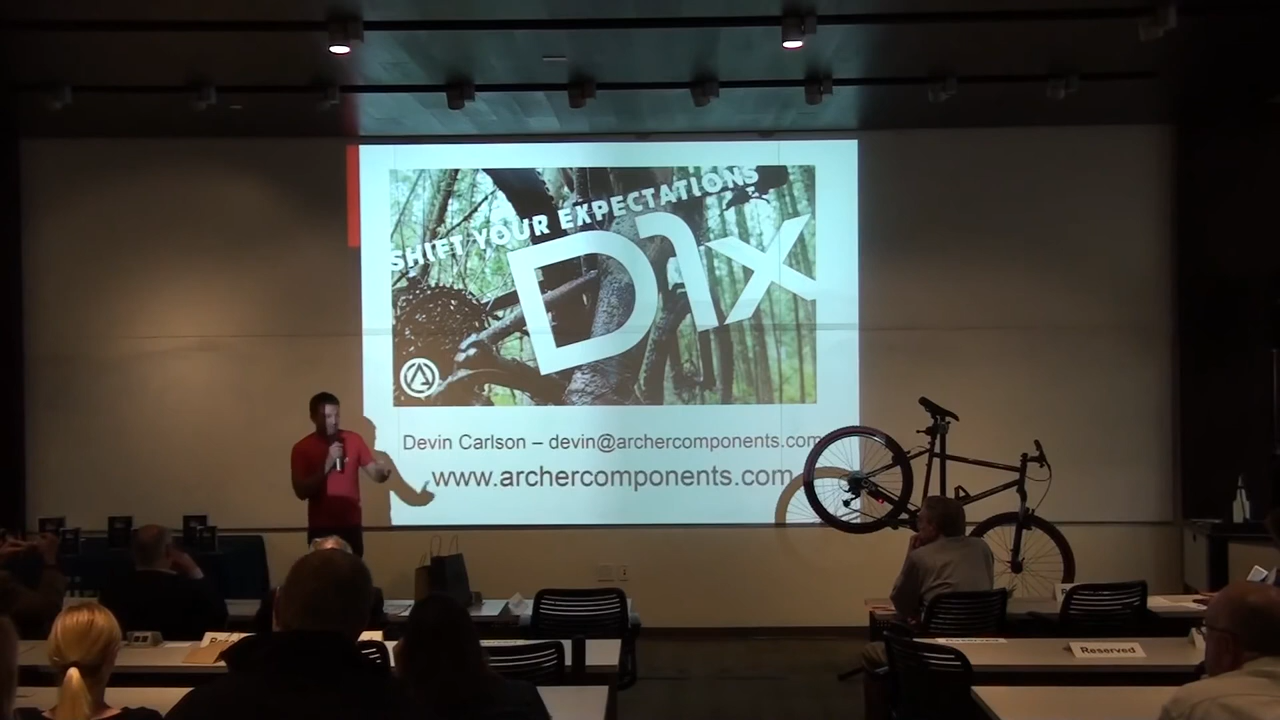 SHIFT YOUR EXPECTATIONS
D1x
Devin Carlson – devin@archercomponents.com
www.archercomponents.com
Reserved